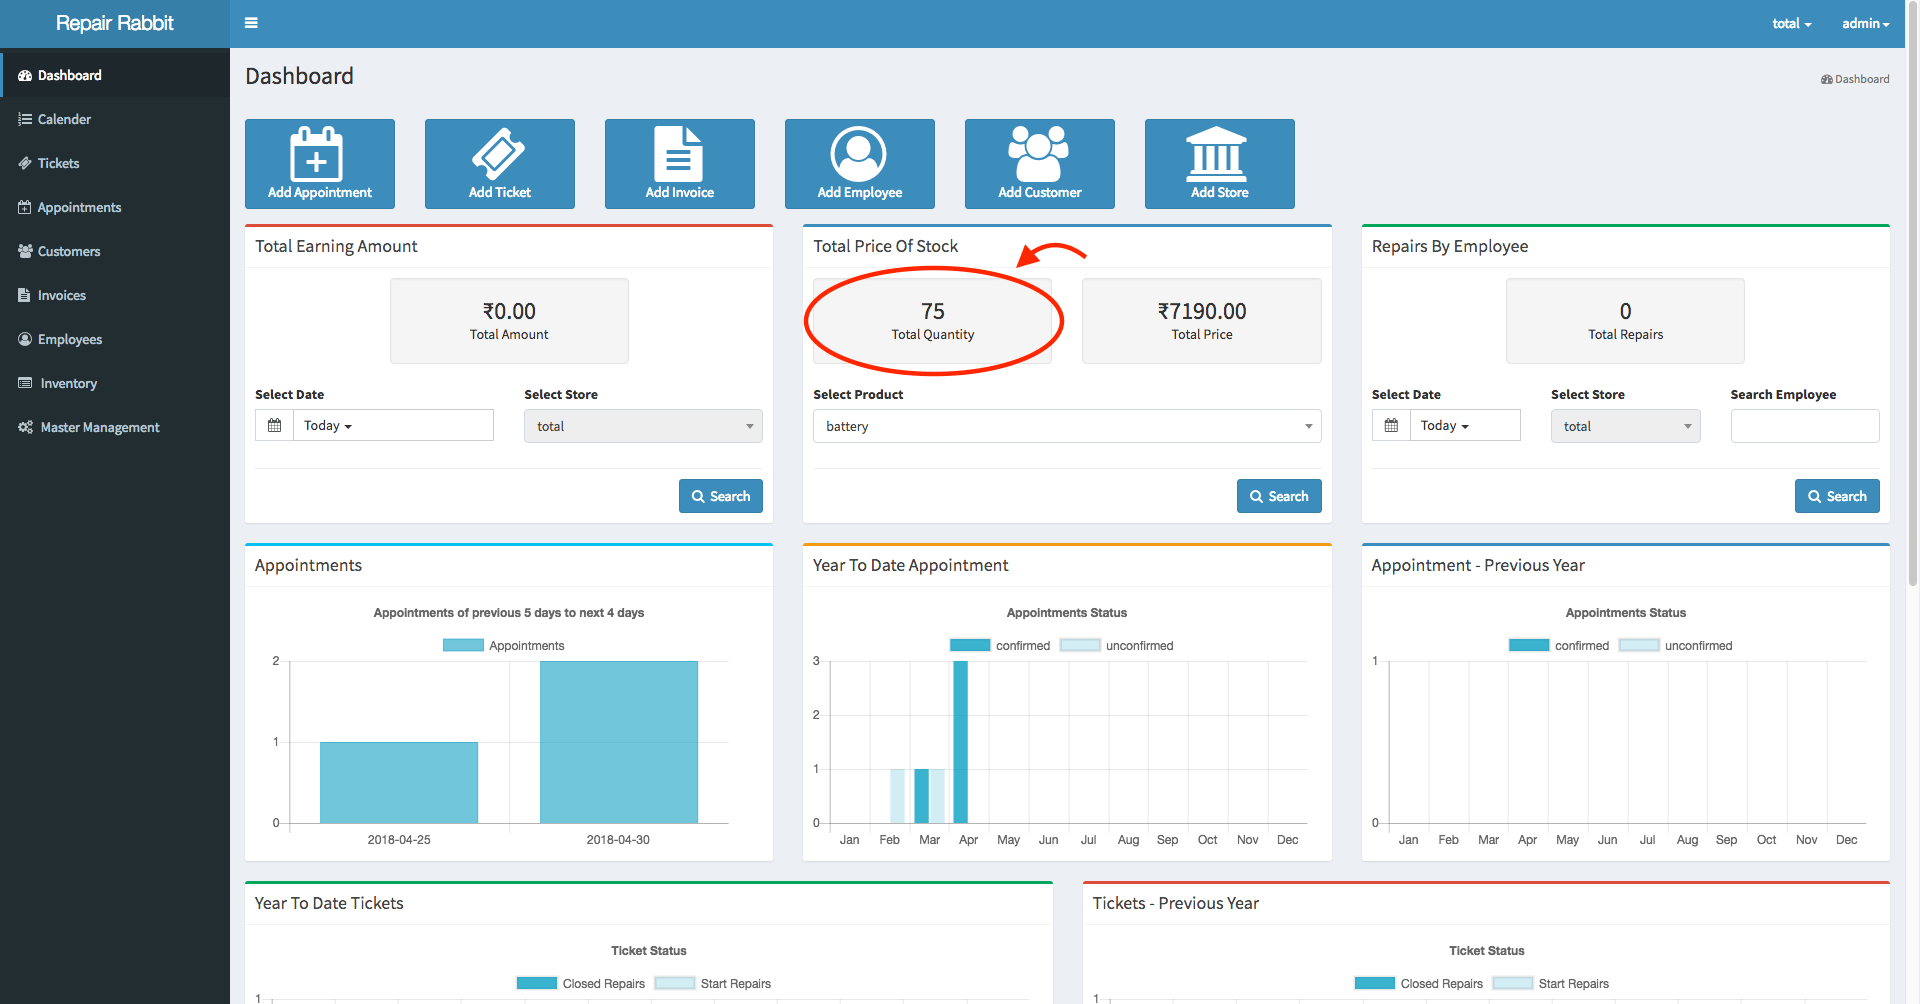 Repair Rabbit
total
admin
Dashboard
Calender
Tickets
Appointments
Customers
Invoices
Employees
Inventory
Master Management
Dashboard
Dashboard
Add Appointment
Add Ticket
Add Invoice
Add Employee
Add Customer
Add Store
Total Earning Amount
₹0.00
Total Amount
Select Date
Select Store
Today
total
Search
Total Price Of Stock
75
Total Quantity
₹7190.00
Total Price
Select Product
battery
Search
Repairs By Employee
0
Total Repairs
Select Date
Select Store
Search Employee
Today
total
Search
Appointments
Appointments of previous 5 days to next 4 days
Appointments
2
1
0
2018-04-25
2018-04-30
Year To Date Appointment
Appointments Status
confirmed unconfirmed
3
2
1
0
Jan Feb Mar Apr May Jun Jul Aug Sep Oct Nov Dec
Appointment - Previous Year
Appointments Status
confirmed unconfirmed
1
0
Jan Feb Mar Apr May Jun Jul Aug Sep Oct Nov Dec
Year To Date Tickets
Ticket Status
Closed Repairs Start Repairs
1
Tickets - Previous Year
Ticket Status
Closed Repairs Start Repairs
1